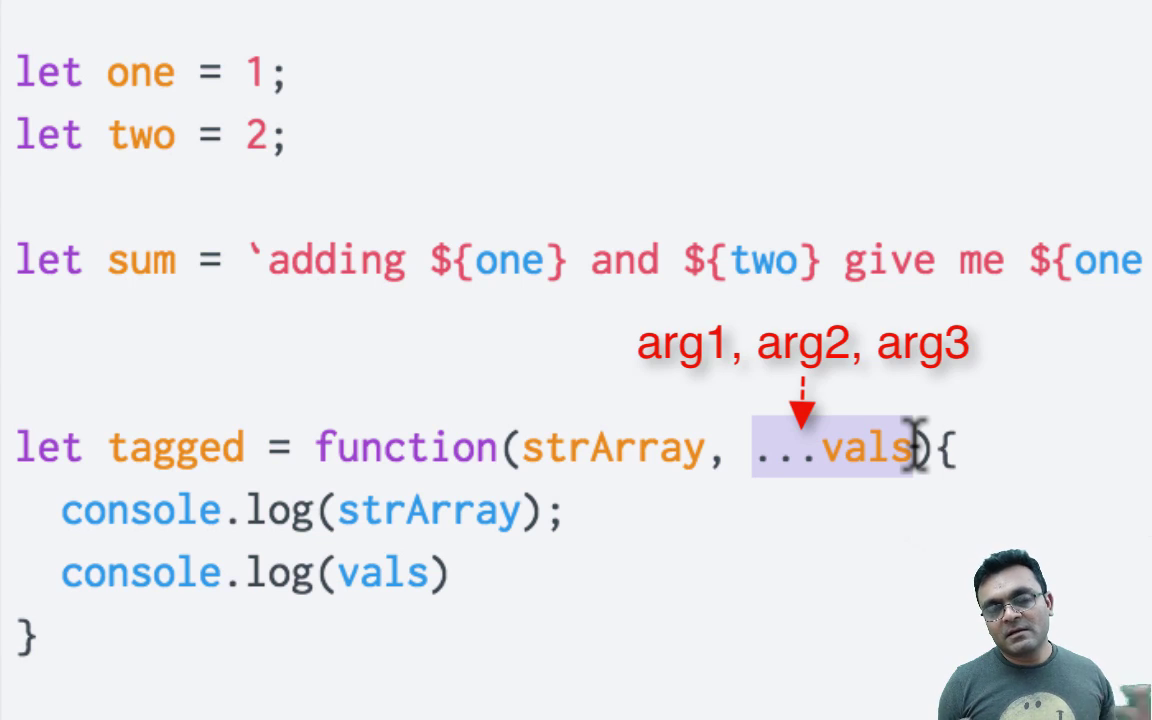 let one = 1;
let two = 2;
let sum = `adding ${one} and ${two} give me ${one
arg1, arg2, arg3
let tagged = function(strArray, ...vals){
console.log(strArray);
console.log(vals)
}